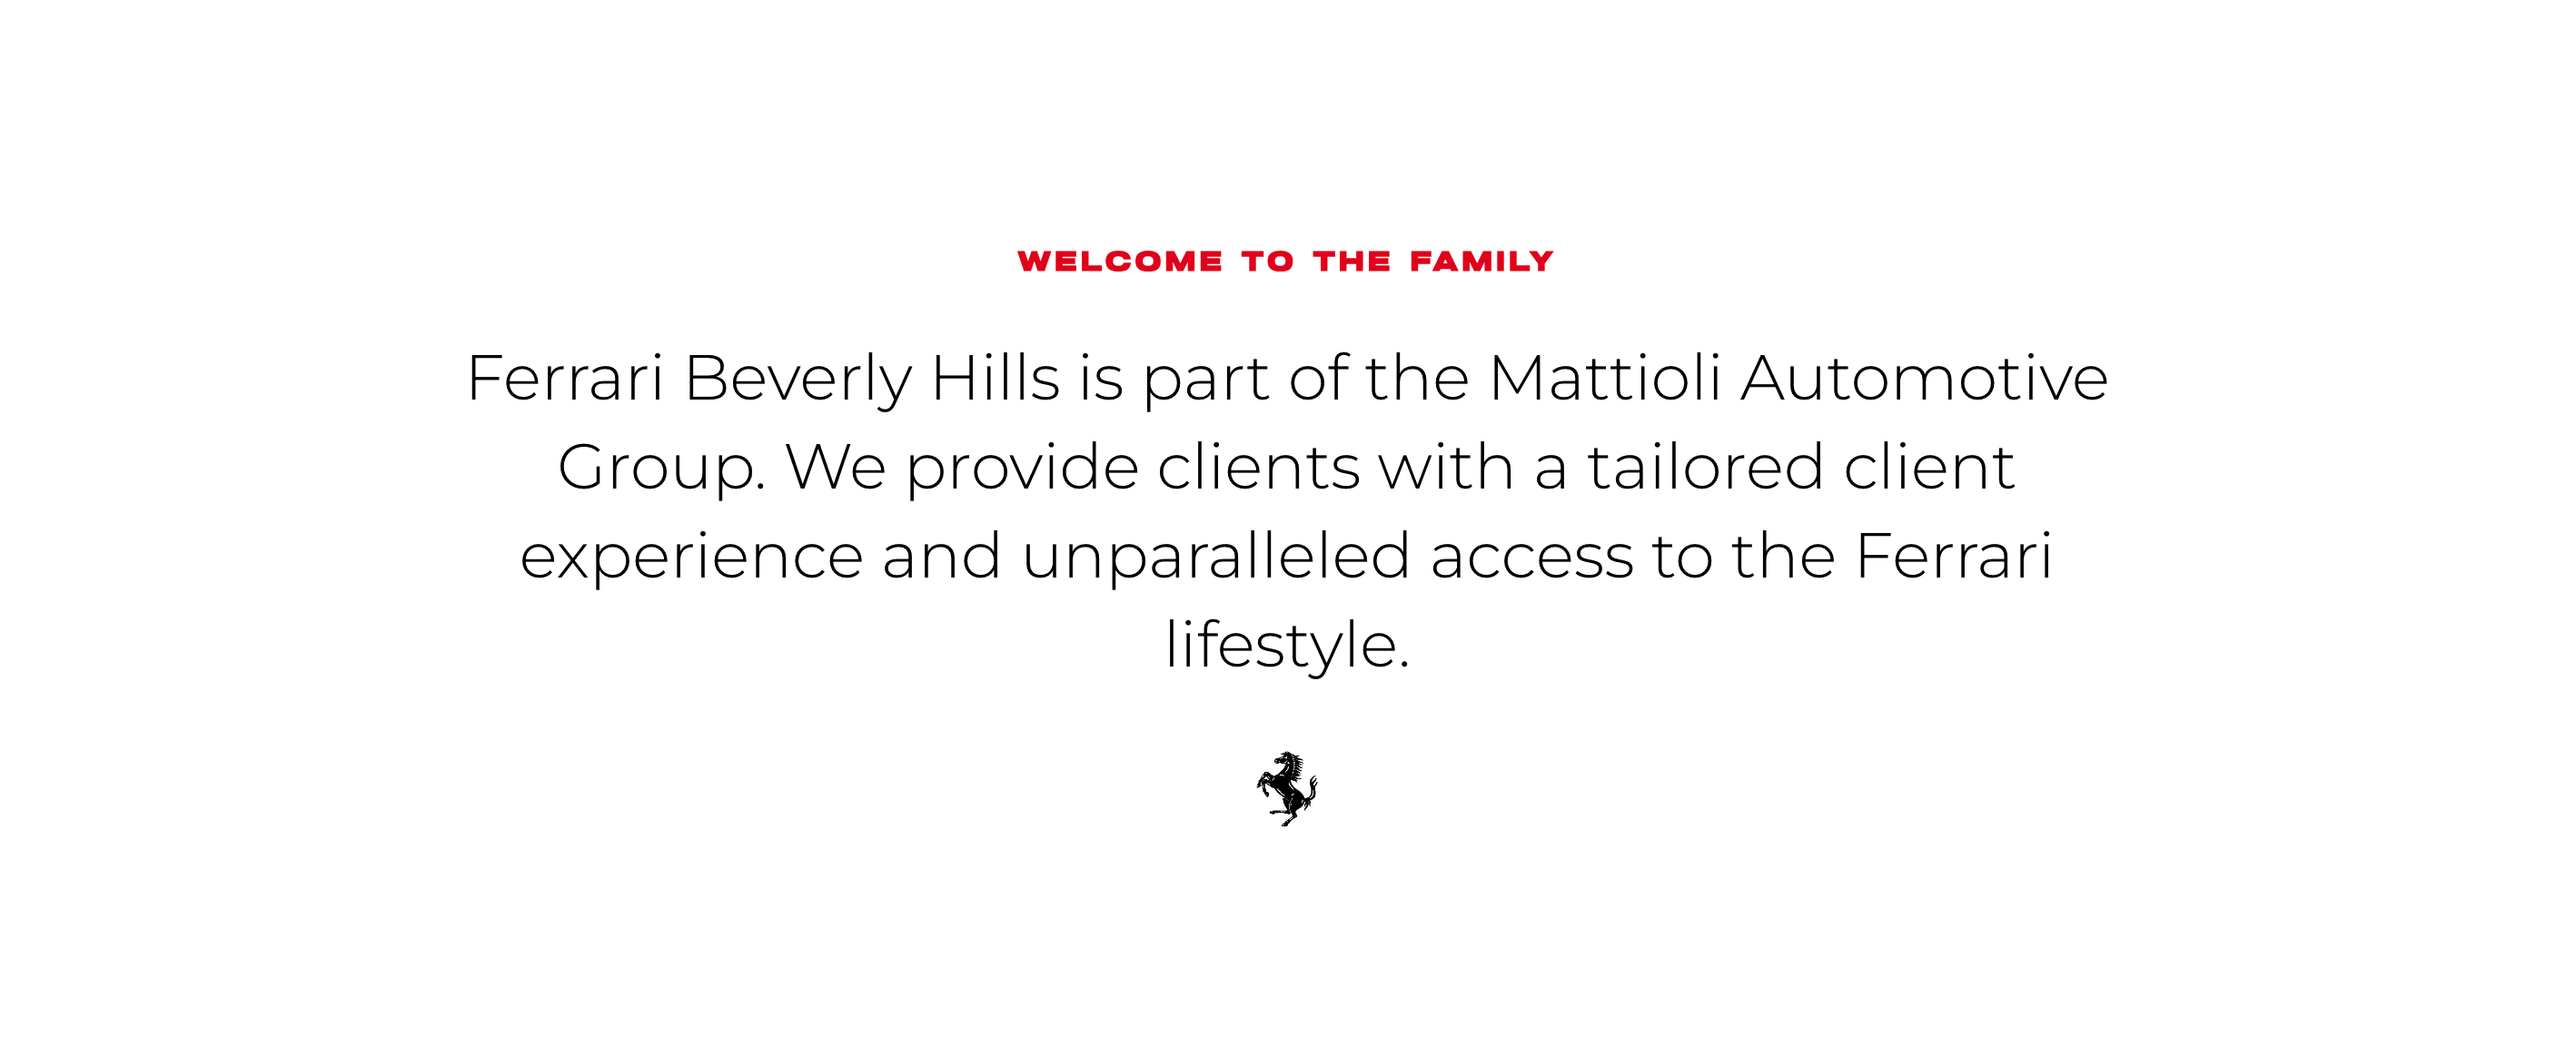 WELCOME TO THE FAMILY
Ferrari Beverly Hills is part of the Mattioli Automotive
Group. We provide clients with a tailored client
experience and unparalleled access to the Ferrari
lifestyle.